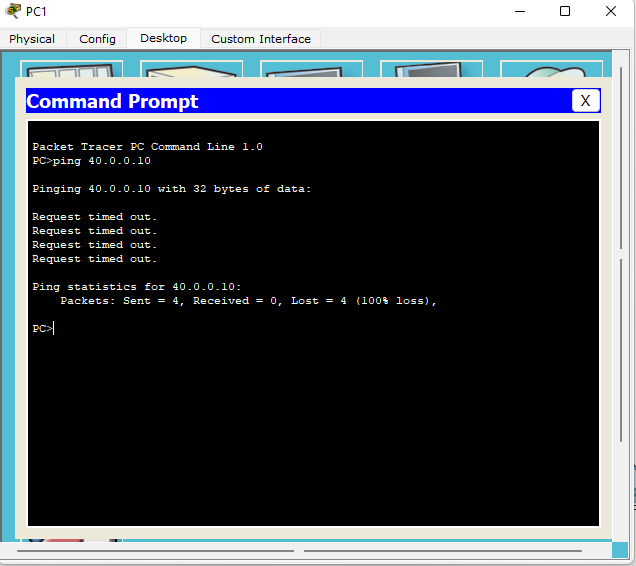 PC1
Physical Config Desktop Custom Interface
Command Prompt X
Packet Tracer PC Command Line 1.0
PC>ping 40.0.0.10
Pinging 40.0.0.10 with 32 bytes of data:
Request timed out.
Request timed out.
Request timed out.
Request timed out.
Ping statistics for 40.0.0.10:
Packets: Sent = 4, Received = 0, Lost = 4 (100% loss),
PC>